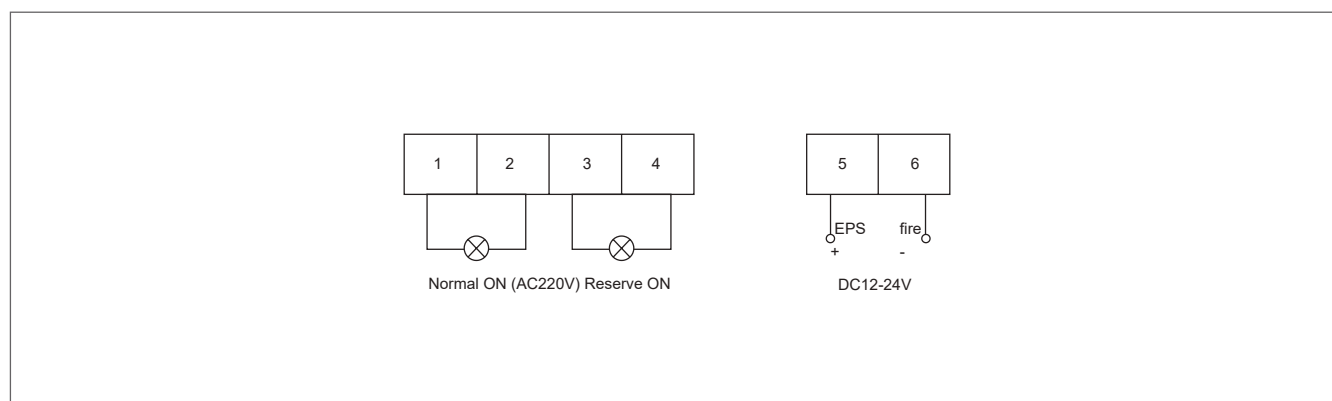 1 2 3 4 5 6
EPS fire
+ -
Normal ON (AC220V) Reserve ON DC12-24V